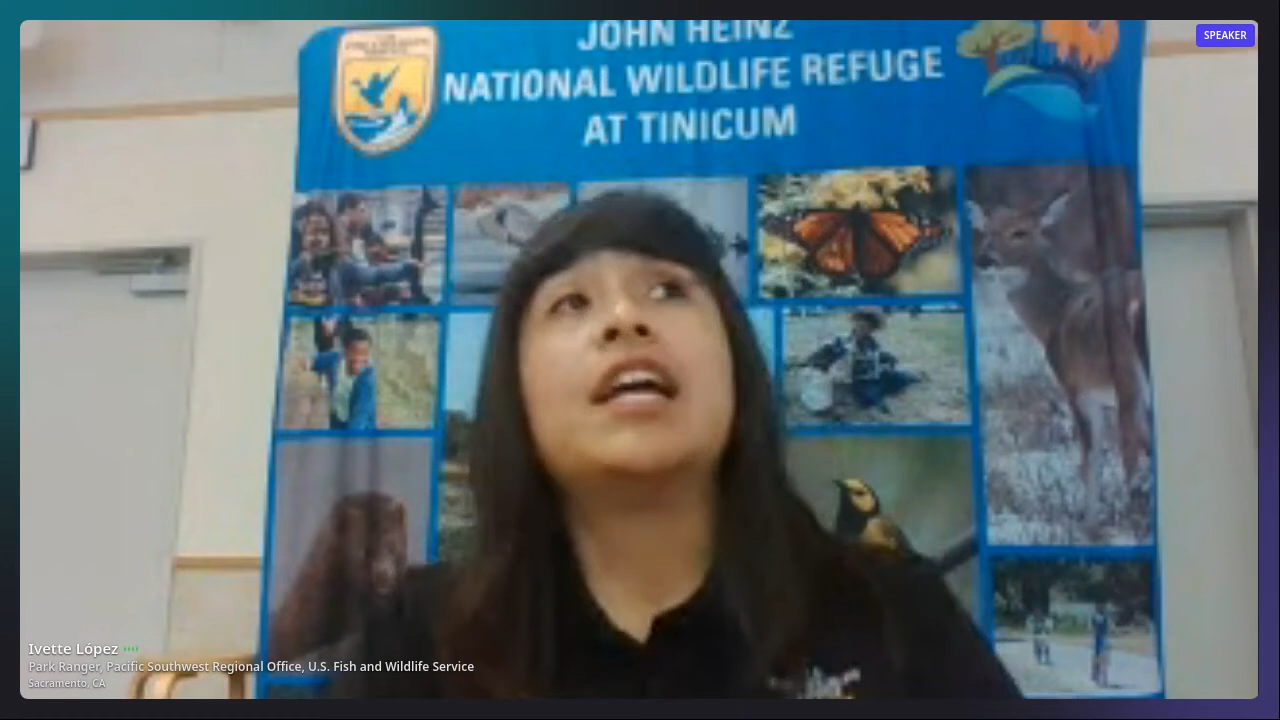 SPEAKER
JOHN HEINZ
NATIONAL WILDLIFE REFUGE
AT TINICUM
Ivette López
Park Ranger, Pacific Southwest Regional Office, U.S. Fish and Wildlife Service
Sacramento, CA